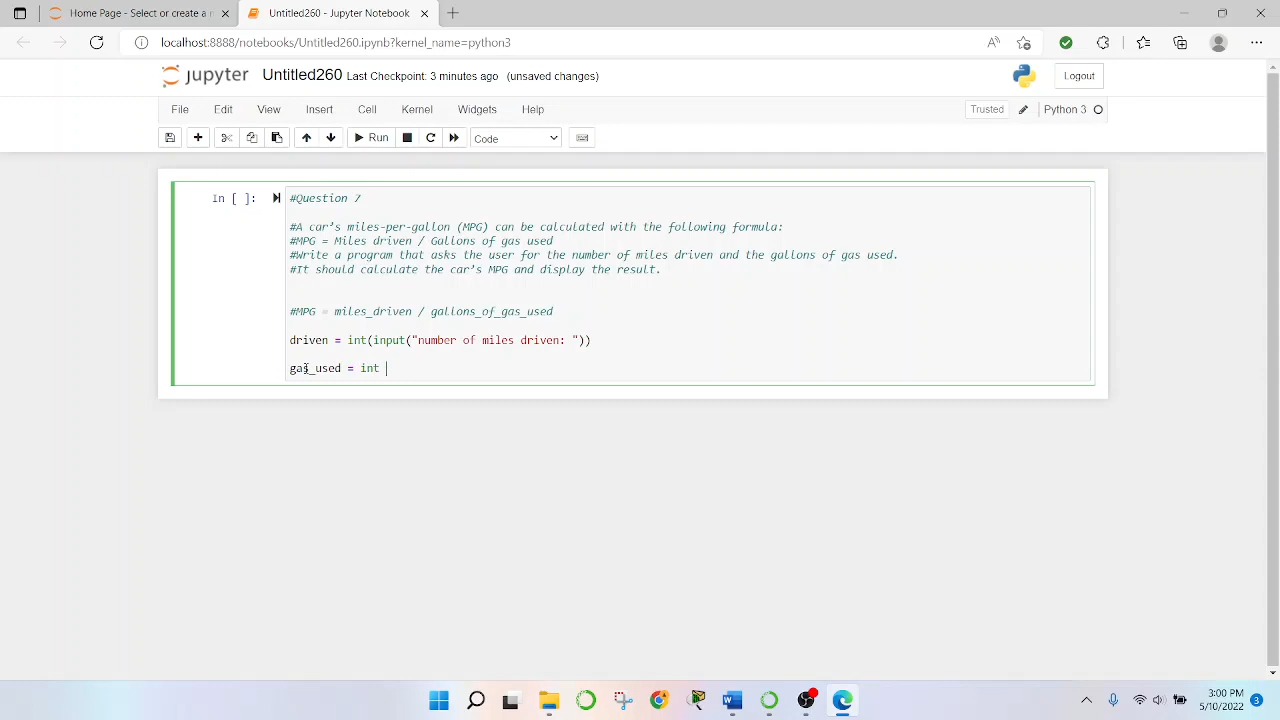 Home Page - Select or create a n
Untitled260 - Jupyter Notebook
localhost:8888/notebooks/Untitled260.ipynb?kernel_name=python3
jupyter Untitled260 Last Checkpoint: 3 minutes ago (unsaved changes)
Logout
File Edit View Insert Cell Kernel Widgets Help
Trusted
Python 3
Run
Code
In [ ]:
#Question 7
#A car's miles-per-gallon (MPG) can be calculated with the following formula:
#MPG = Miles driven / Gallons of gas used
#Write a program that asks the user for the number of miles driven and the gallons of gas used.
#It should calculate the car's MPG and display the result.
#MPG = miles_driven / gallons_of_gas_used
driven = int(input("number of miles driven: "))
gas_used = int
3:00 PM
5/10/2022
3